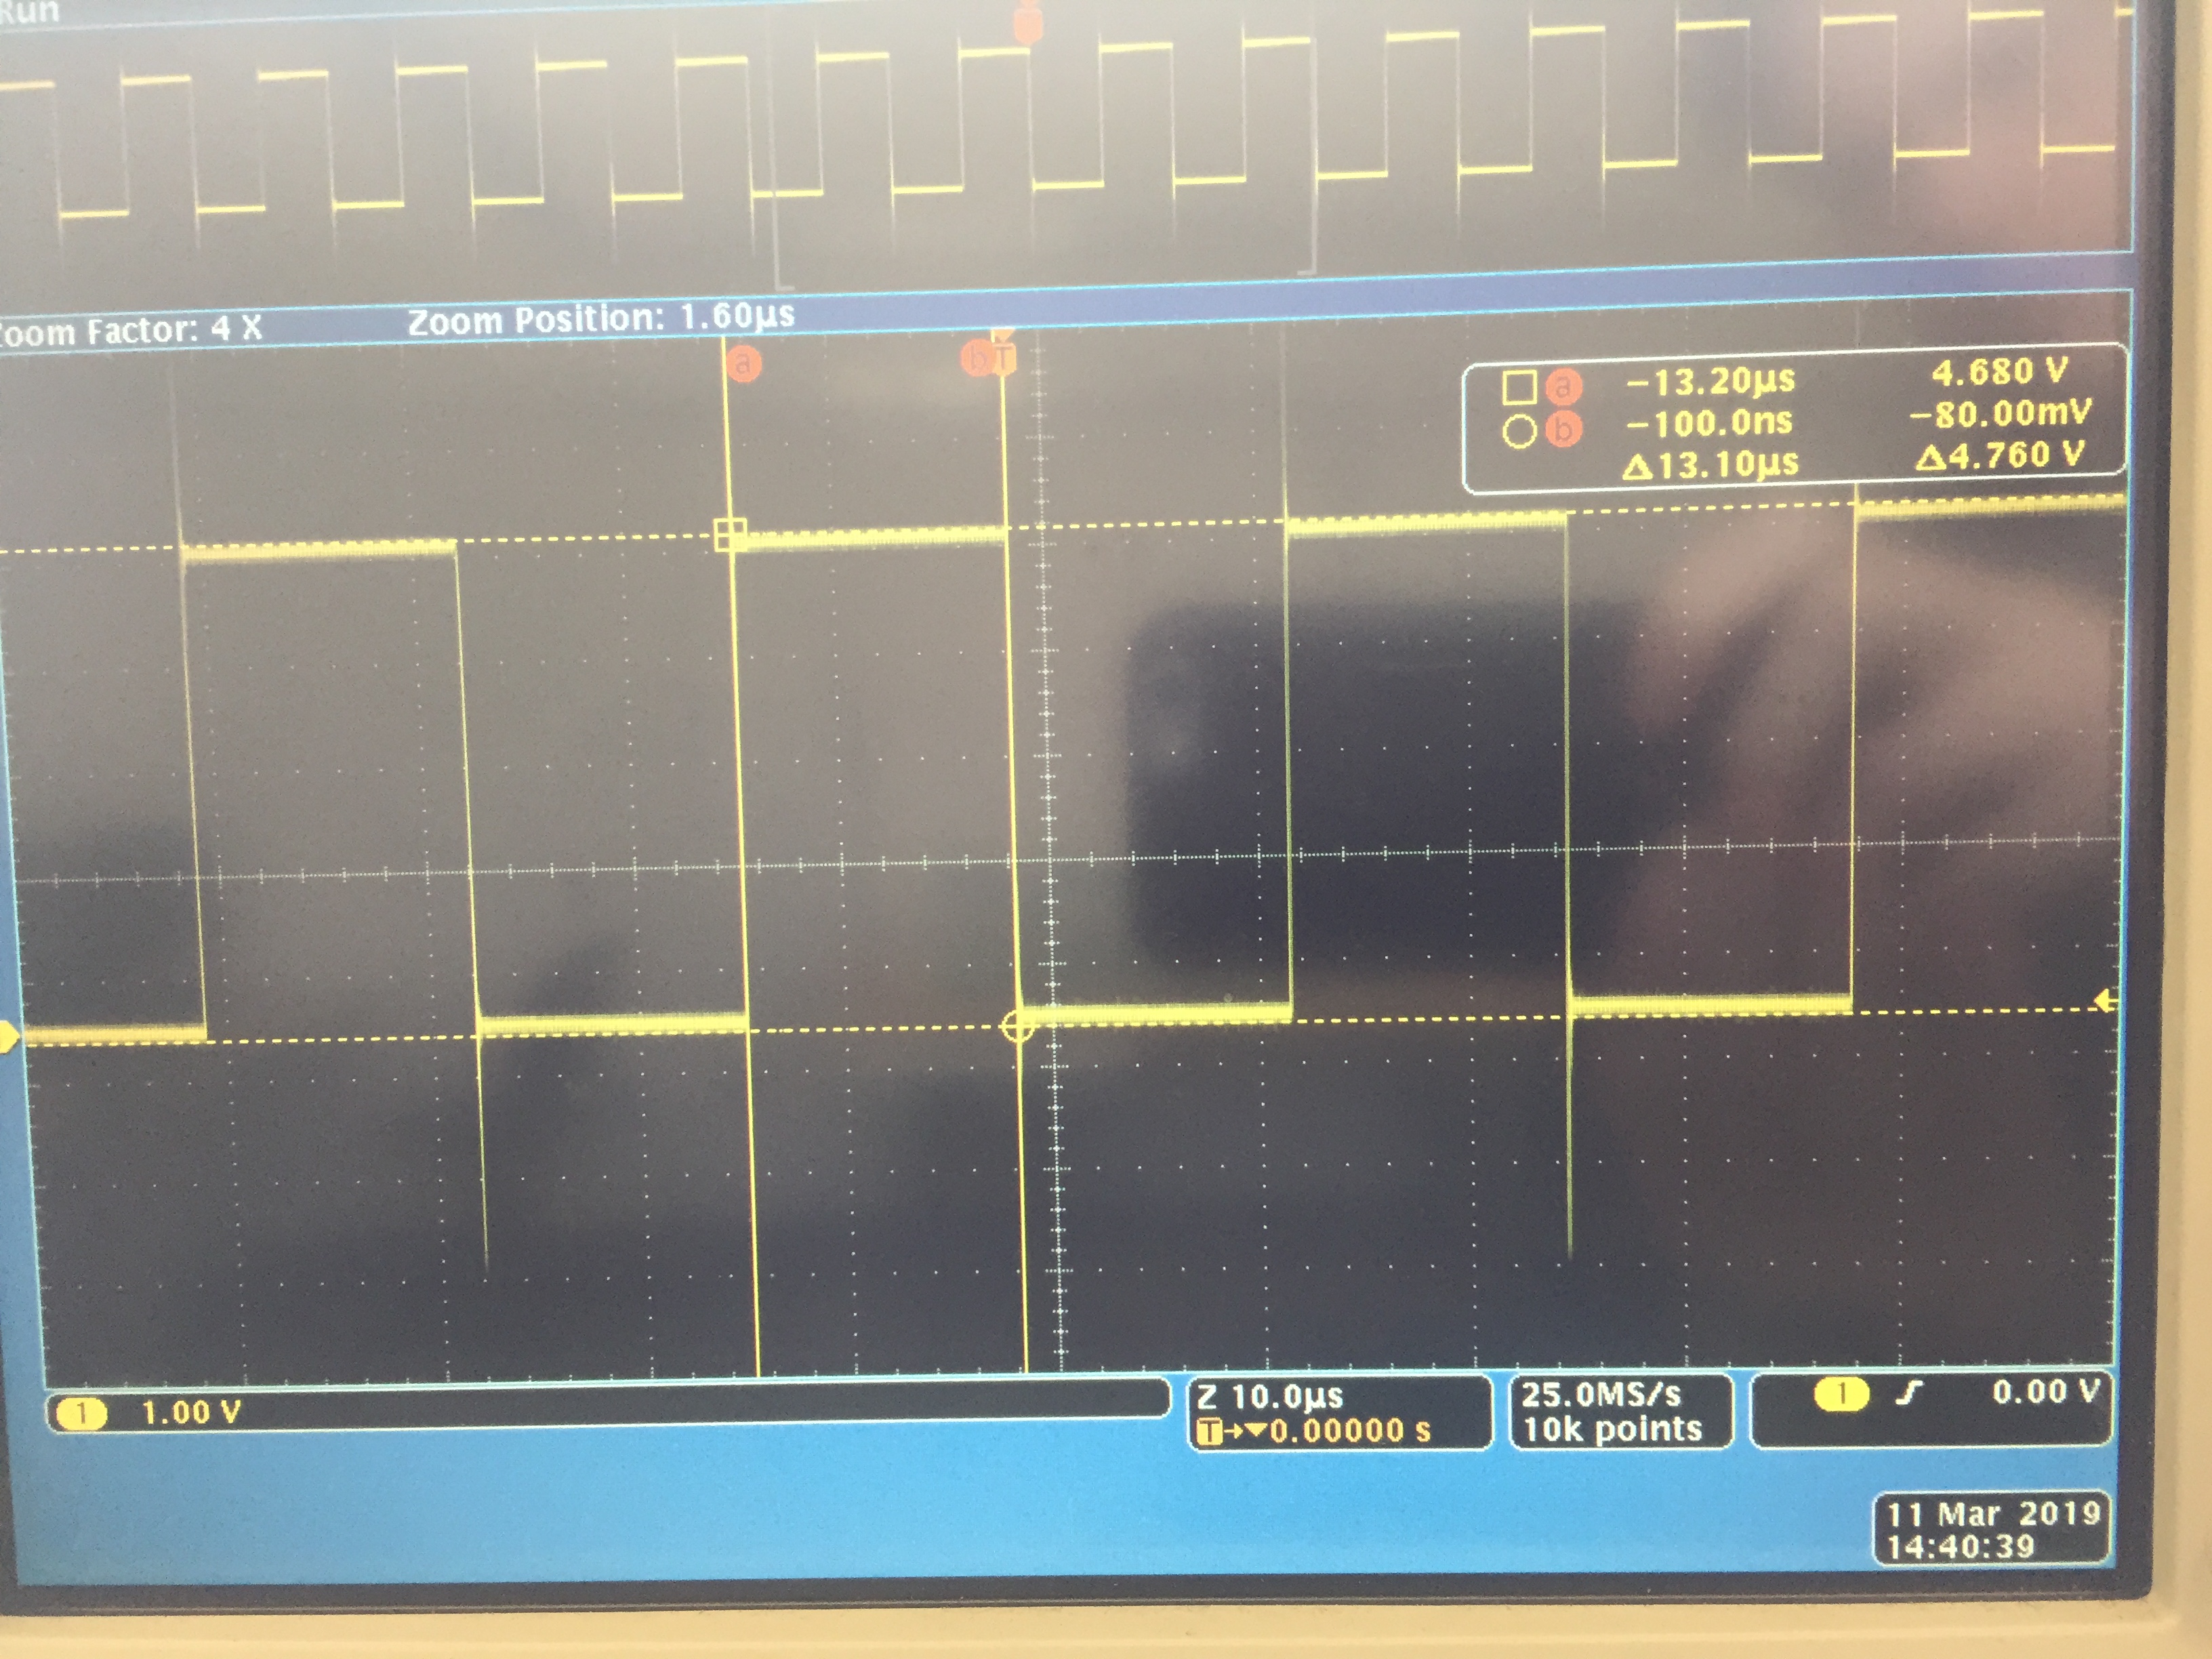 Run
oom Factor: 4 X Zoom Position: 1.60µs
a b T
a −13.20µs 4.680 V
b −100.0ns −80.00mV
Δ13.10µs Δ4.760 V
1 1.00 V
Z 10.0µs
T→▼0.00000 s
25.0MS/s
10k points
1 0.00 V
11 Mar 2019
14:40:39